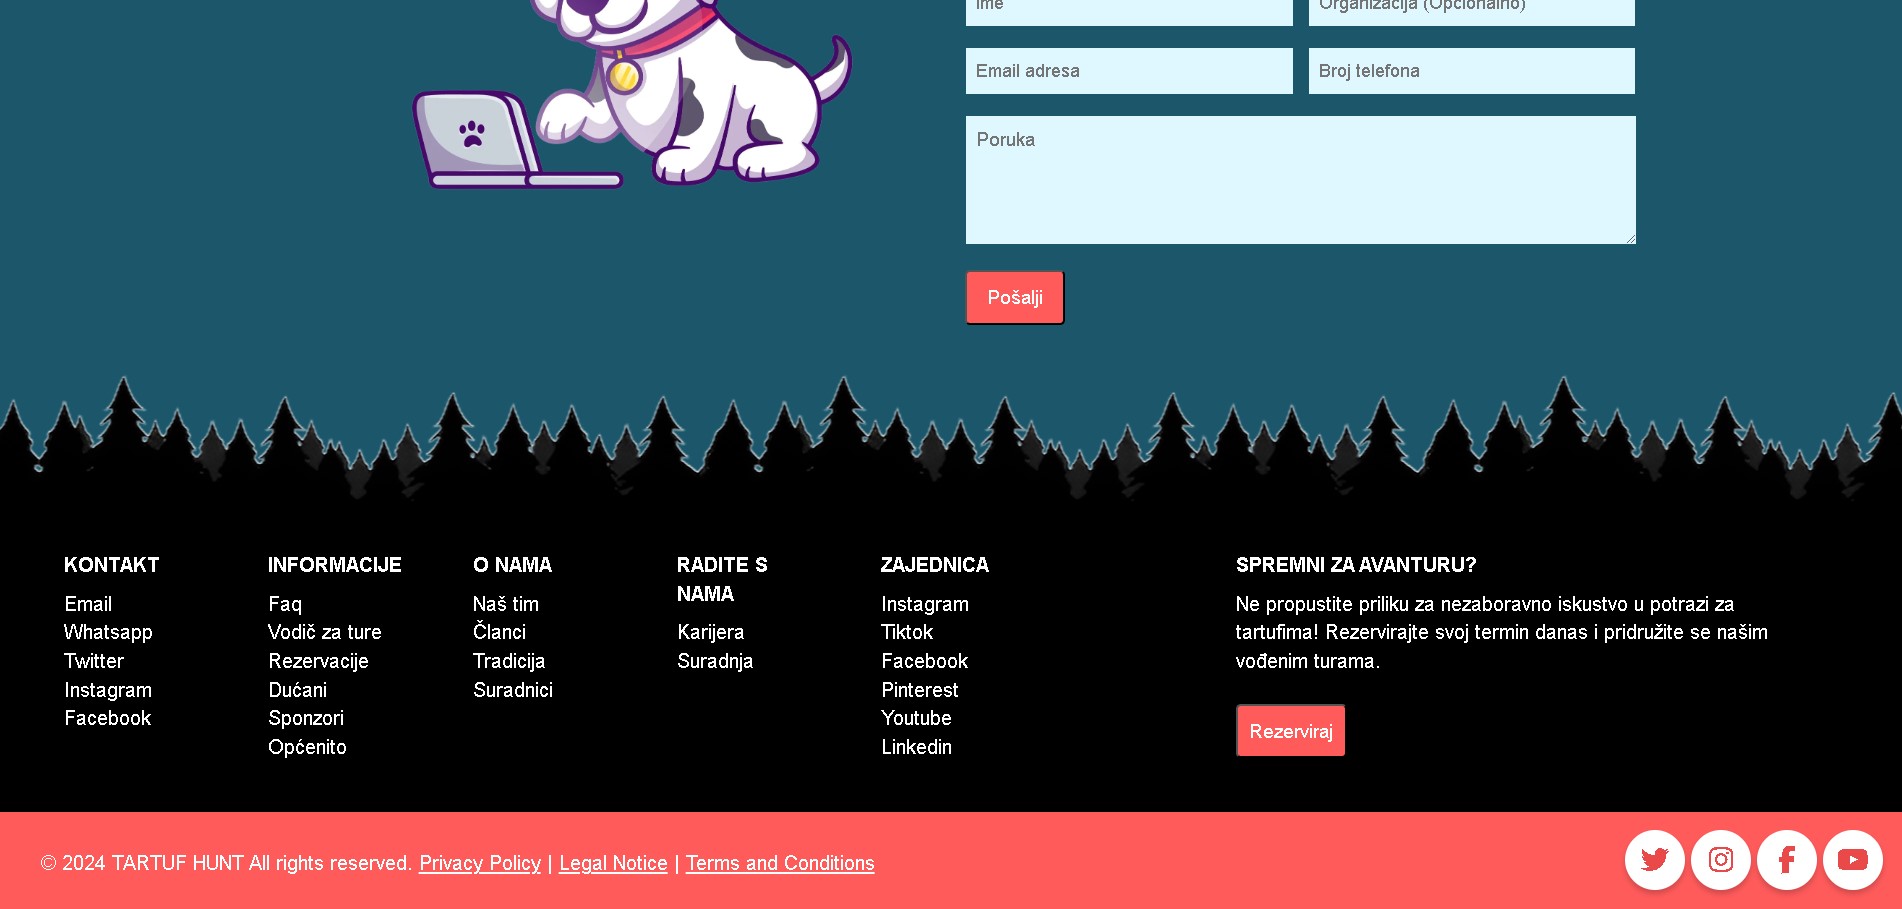 Ime
Organizacija (Opcionalno)
Email adresa
Broj telefona
Poruka
Pošalji
KONTAKT
Email
Whatsapp
Twitter
Instagram
Facebook
INFORMACIJE
Faq
Vodič za ture
Rezervacije
Dućani
Sponzori
Općenito
O NAMA
Naš tim
Članci
Tradicija
Suradnici
RADITE S
NAMA
Karijera
Suradnja
ZAJEDNICA
Instagram
Tiktok
Facebook
Pinterest
Youtube
Linkedin
SPREMNI ZA AVANTURU?
Ne propustite priliku za nezaboravno iskustvo u potrazi za
tartufima! Rezervirajte svoj termin danas i pridružite se našim
vođenim turama.
Rezerviraj
© 2024 TARTUF HUNT All rights reserved. Privacy Policy | Legal Notice | Terms and Conditions